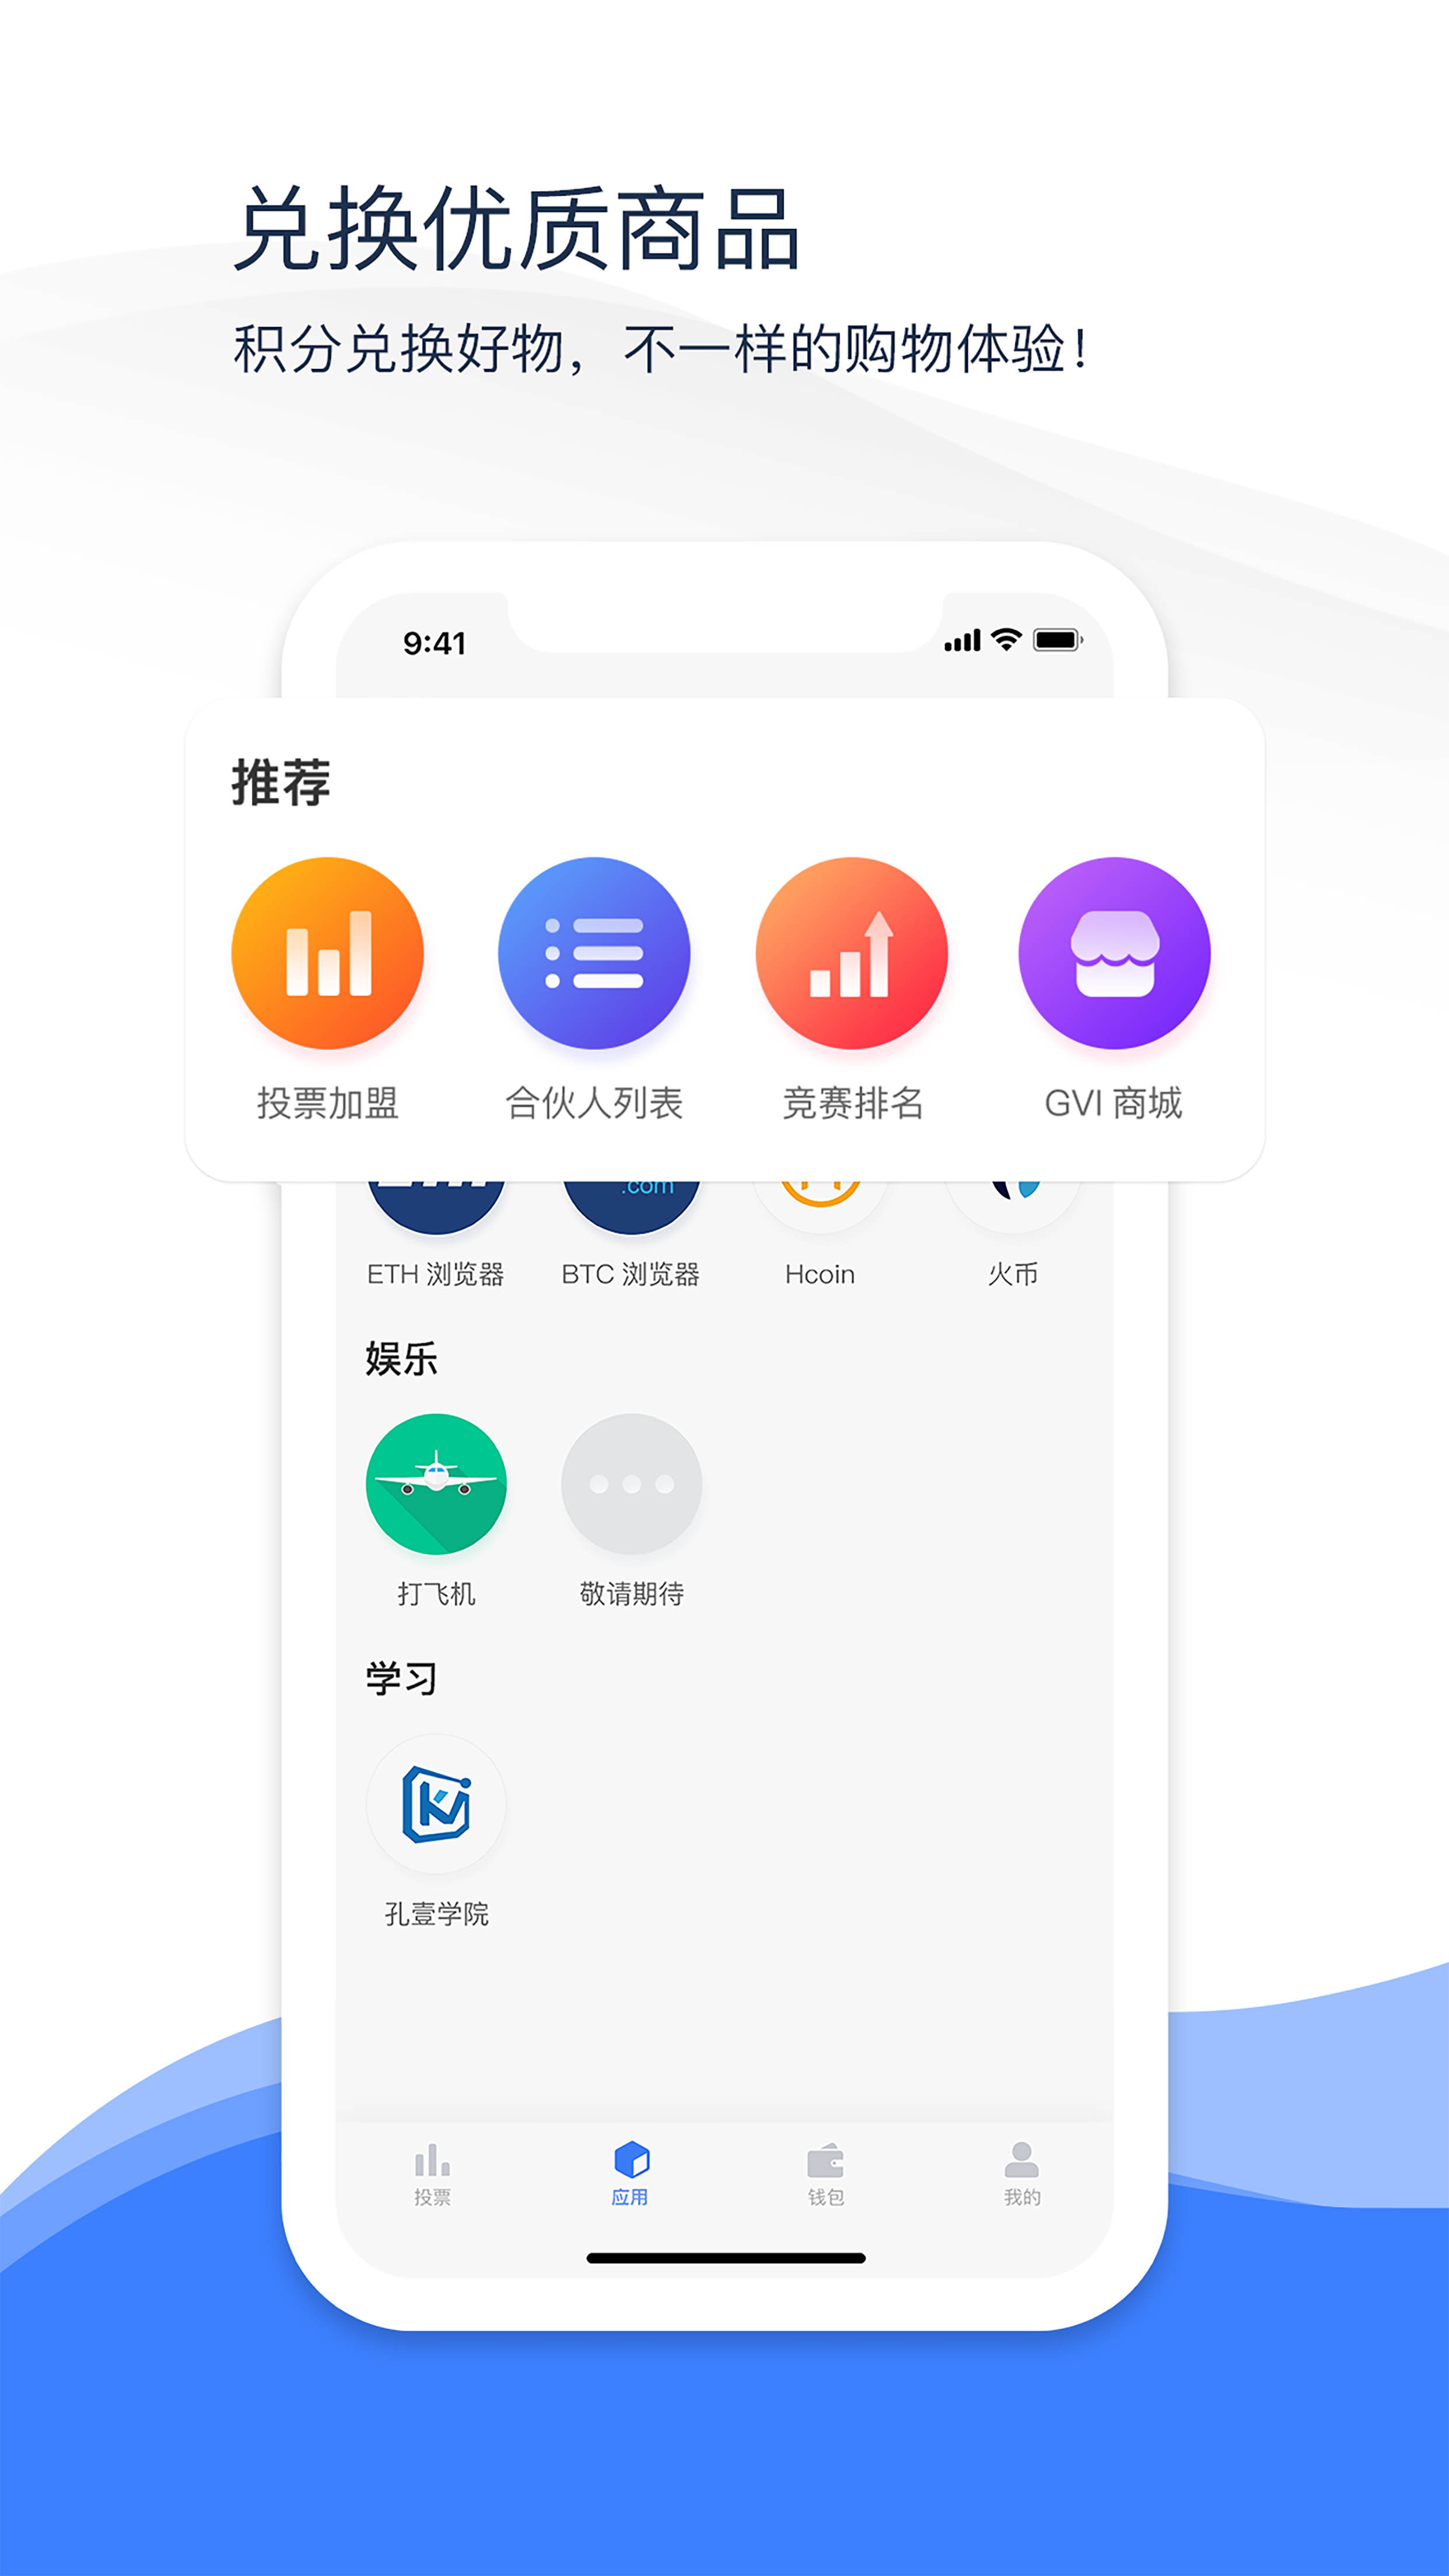 兑换优质商品
积分兑换好物，不一样的购物体验！
9:41
推荐
投票加盟 合伙人列表 竞赛排名 GVI 商城
.com
ETH 浏览器 BTC 浏览器 Hcoin 火币
娱乐
打飞机 敬请期待
学习
孔壹学院
投票 应用 钱包 我的